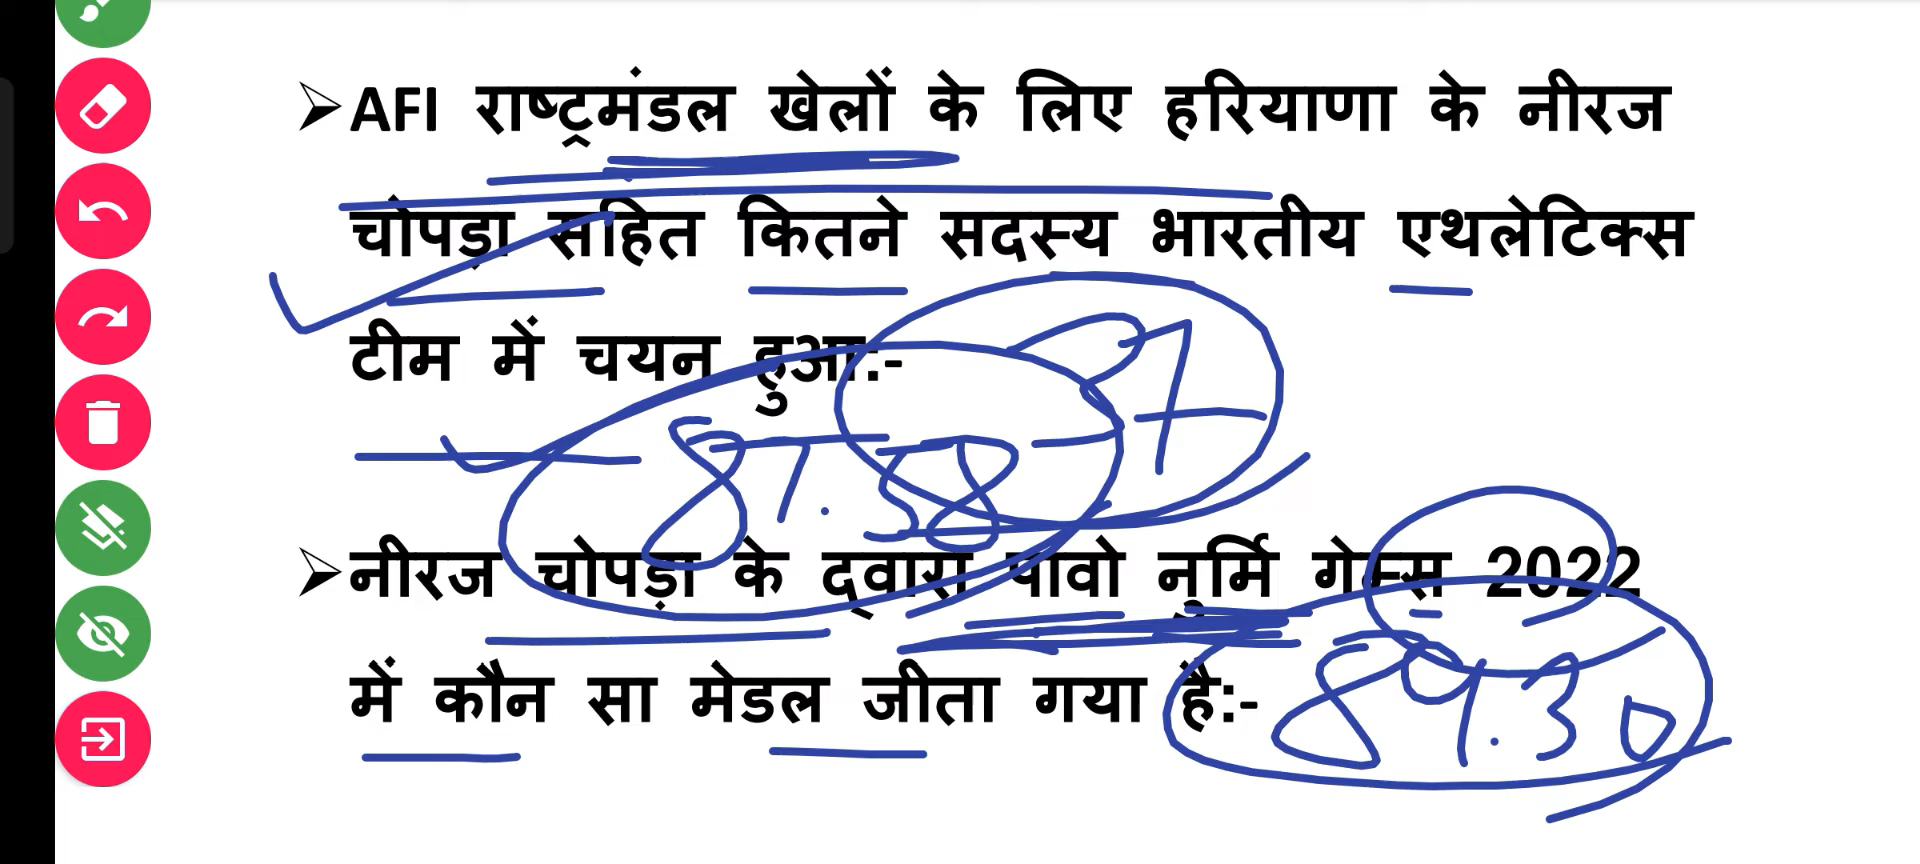 ➢AFI राष्ट्रमंडल खेलों के लिए हरियाणा के नीरज
चोपड़ा सहित कितने सदस्य भारतीय एथलेटिक्स
टीम में चयन हुआ:-
37
87.58
➢नीरज चोपड़ा के द्वारा पावो नुर्मि गेम्स 2022
में कौन सा मेडल जीता गया है:-
89.30